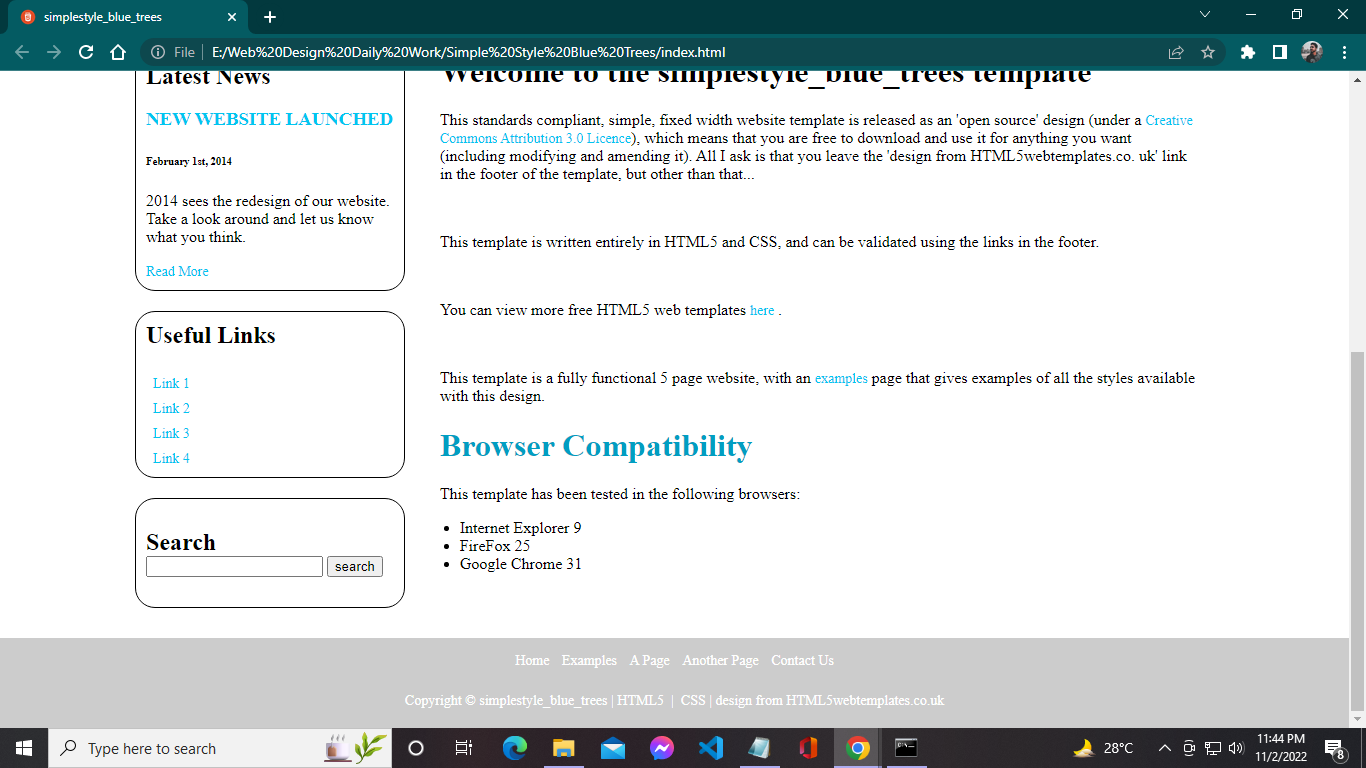 simplestyle_blue_trees
File
E:/Web%20Design%20Daily%20Work/Simple%20Style%20Blue%20Trees/index.html
Latest News
NEW WEBSITE LAUNCHED
February 1st, 2014
2014 sees the redesign of our website.
Take a look around and let us know
what you think.
Read More
Useful Links
Link 1
Link 2
Link 3
Link 4
Search
search
Welcome to the simplestyle_blue_trees template
This standards compliant, simple, fixed width website template is released as an 'open source' design (under a Creative
Commons Attribution 3.0 Licence), which means that you are free to download and use it for anything you want
(including modifying and amending it). All I ask is that you leave the 'design from HTML5webtemplates.co. uk' link
in the footer of the template, but other than that...
This template is written entirely in HTML5 and CSS, and can be validated using the links in the footer.
You can view more free HTML5 web templates here .
This template is a fully functional 5 page website, with an examples page that gives examples of all the styles available
with this design.
Browser Compatibility
This template has been tested in the following browsers:
Internet Explorer 9
FireFox 25
Google Chrome 31
Home Examples A Page Another Page Contact Us
Copyright © simplestyle_blue_trees | HTML5 | CSS | design from HTML5webtemplates.co.uk
Type here to search
28°C
11:44 PM
11/2/2022
8